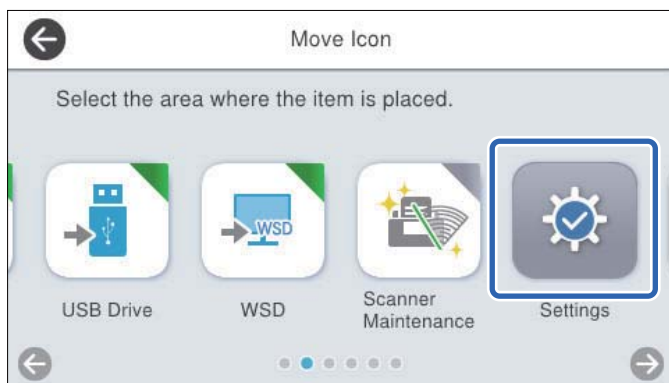 Move Icon
Select the area where the item is placed.
WSD
USB Drive
WSD
Scanner
Maintenance
Settings